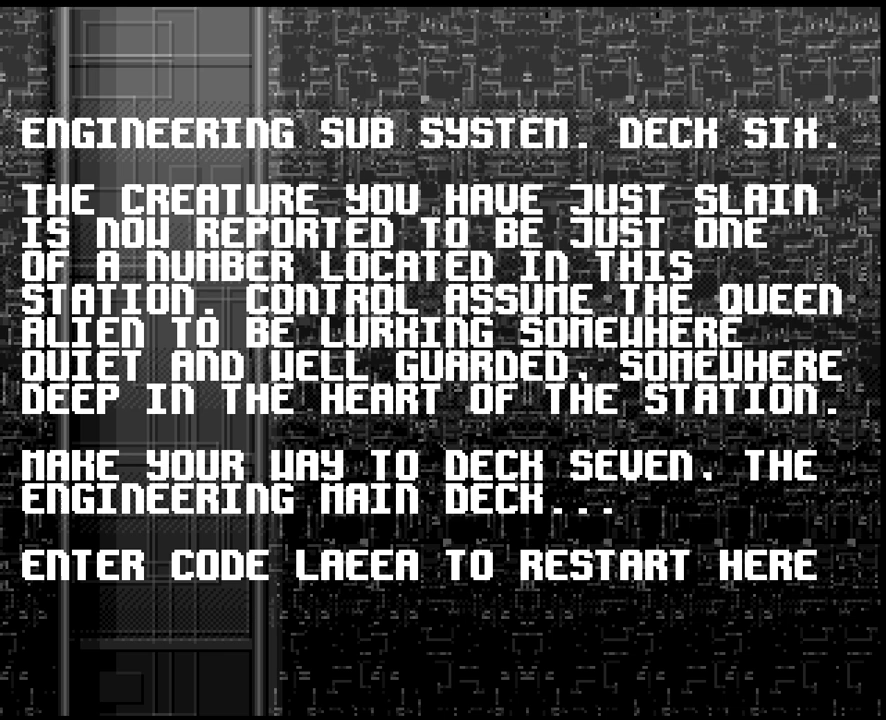 ENGINEERING SUB SYSTEM. DECK SIX.
THE CREATURE YOU HAVE JUST SLAIN
IS NOW REPORTED TO BE JUST ONE
OF A NUMBER LOCATED IN THIS
STATION. CONTROL ASSUME THE QUEEN
ALIEN TO BE LURKING SOMEWHERE
QUIET AND WELL GUARDED. SOMEWHERE
DEEP IN THE HEART OF THE STATION.
MAKE YOUR WAY TO DECK SEVEN. THE
ENGINEERING MAIN DECK...
ENTER CODE LAEEA TO RESTART HERE